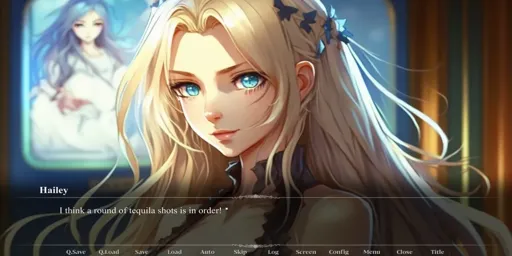 Hailey
I think a round of tequila shots is in order!
Q.Save Q.Load Save Load Auto Skip Log Screen Config Menu Close Title